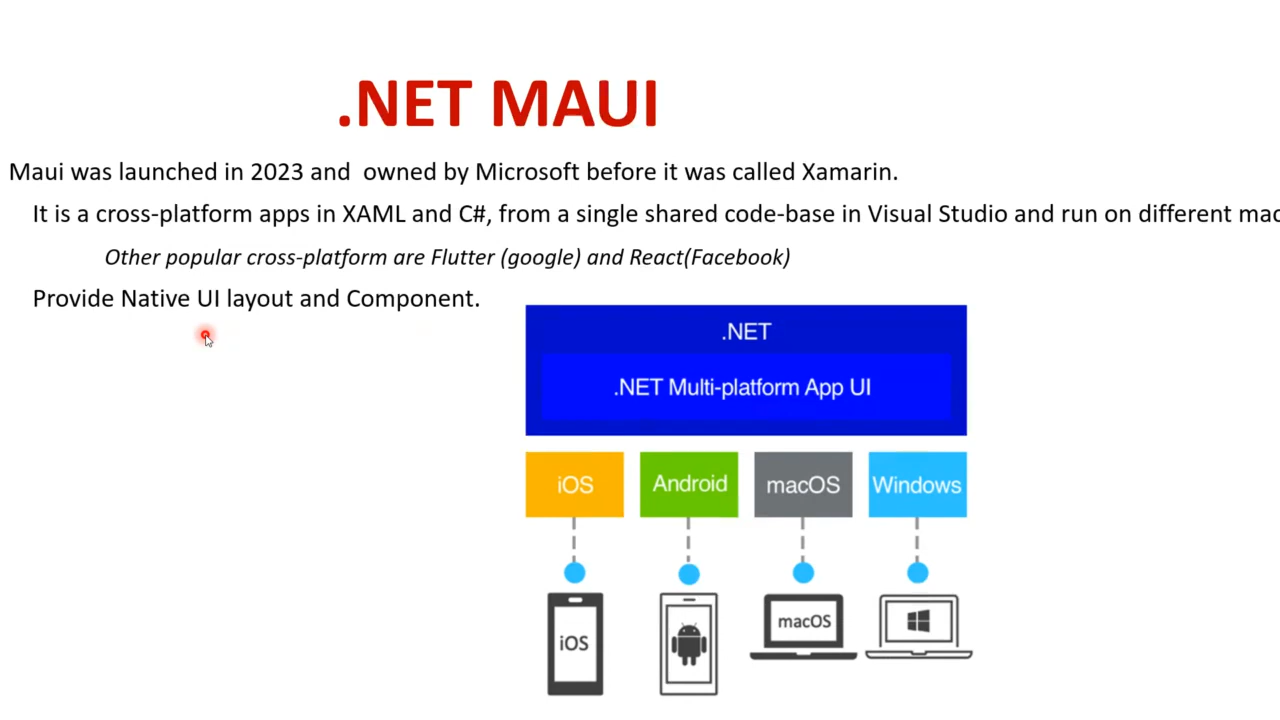 .NET MAUI
Maui was launched in 2023 and  owned by Microsoft before it was called Xamarin.
It is a cross-platform apps in XAML and C#, from a single shared code-base in Visual Studio and run on different
Other popular cross-platform are Flutter (google) and React(Facebook)
Provide Native UI layout and Component.
.NET
.NET Multi-platform App UI
iOS Android macOS Windows
iOS macOS